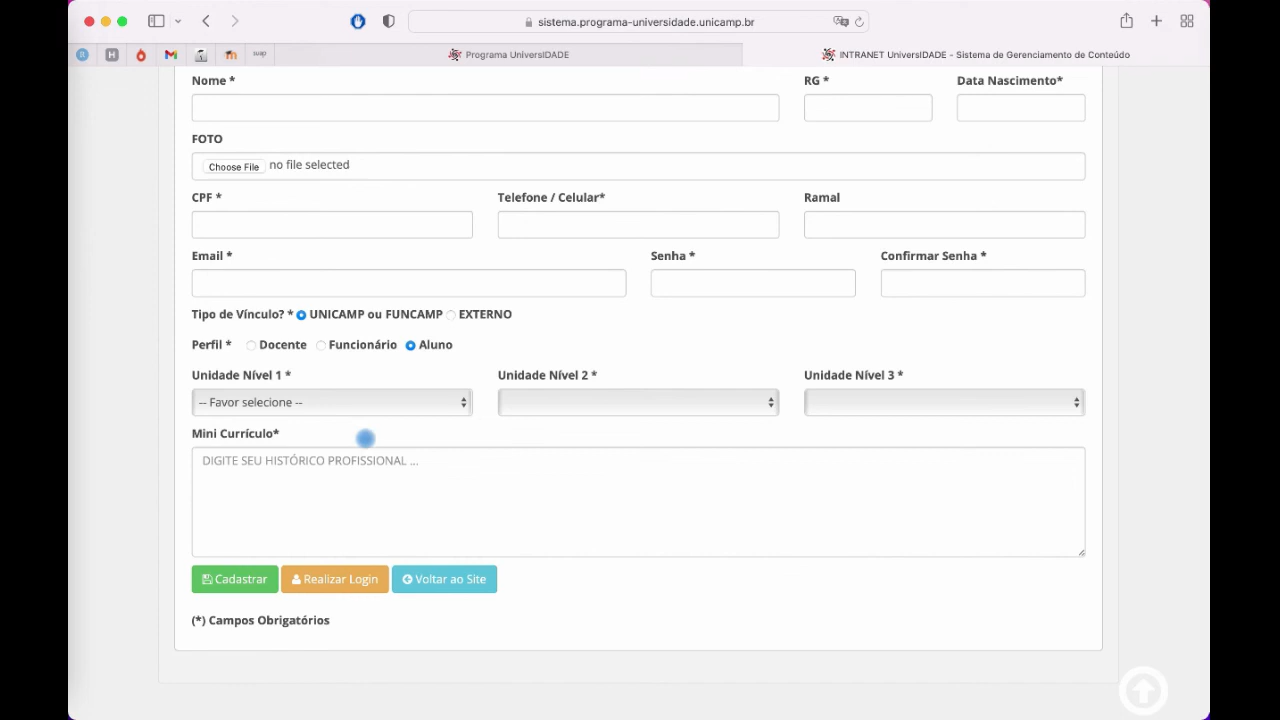 sistema.programa-universidade.unicamp.br
Programa UniversIDADE
INTRANET UniversIDADE - Sistema de Gerenciamento de Conteúdo
Nome *
RG *
Data Nascimento*
FOTO
Choose File no file selected
CPF *
Telefone / Celular*
Ramal
Email *
Senha *
Confirmar Senha *
Tipo de Vínculo? * UNICAMP ou FUNCAMP EXTERNO
Perfil * Docente Funcionário Aluno
Unidade Nível 1 *
Unidade Nível 2 *
Unidade Nível 3 *
-- Favor selecione --
Mini Currículo*
DIGITE SEU HISTÓRICO PROFISSIONAL ...
Cadastrar
Realizar Login
Voltar ao Site
(*) Campos Obrigatórios